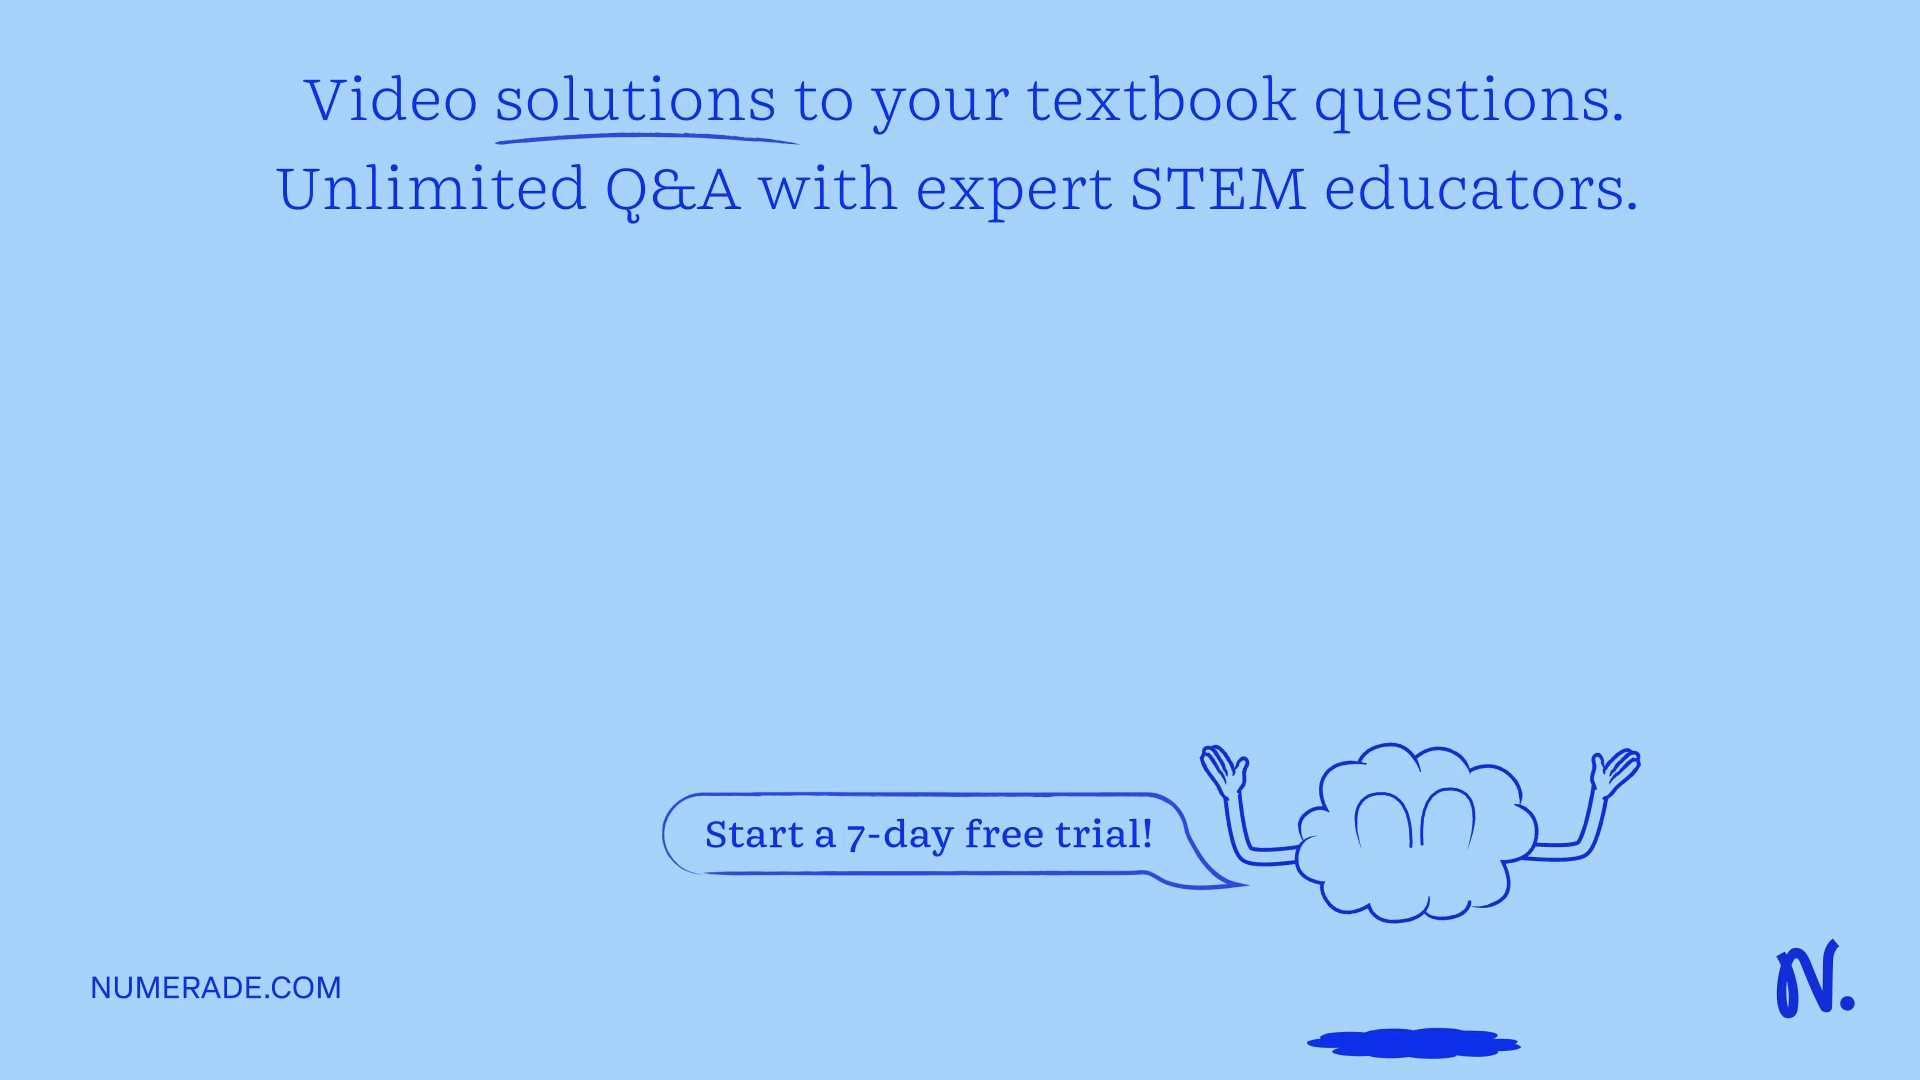 Video solutions to your textbook questions.
Unlimited Q&A with expert STEM educators.
Start a 7-day free trial!
NUMERADE.COM
N.